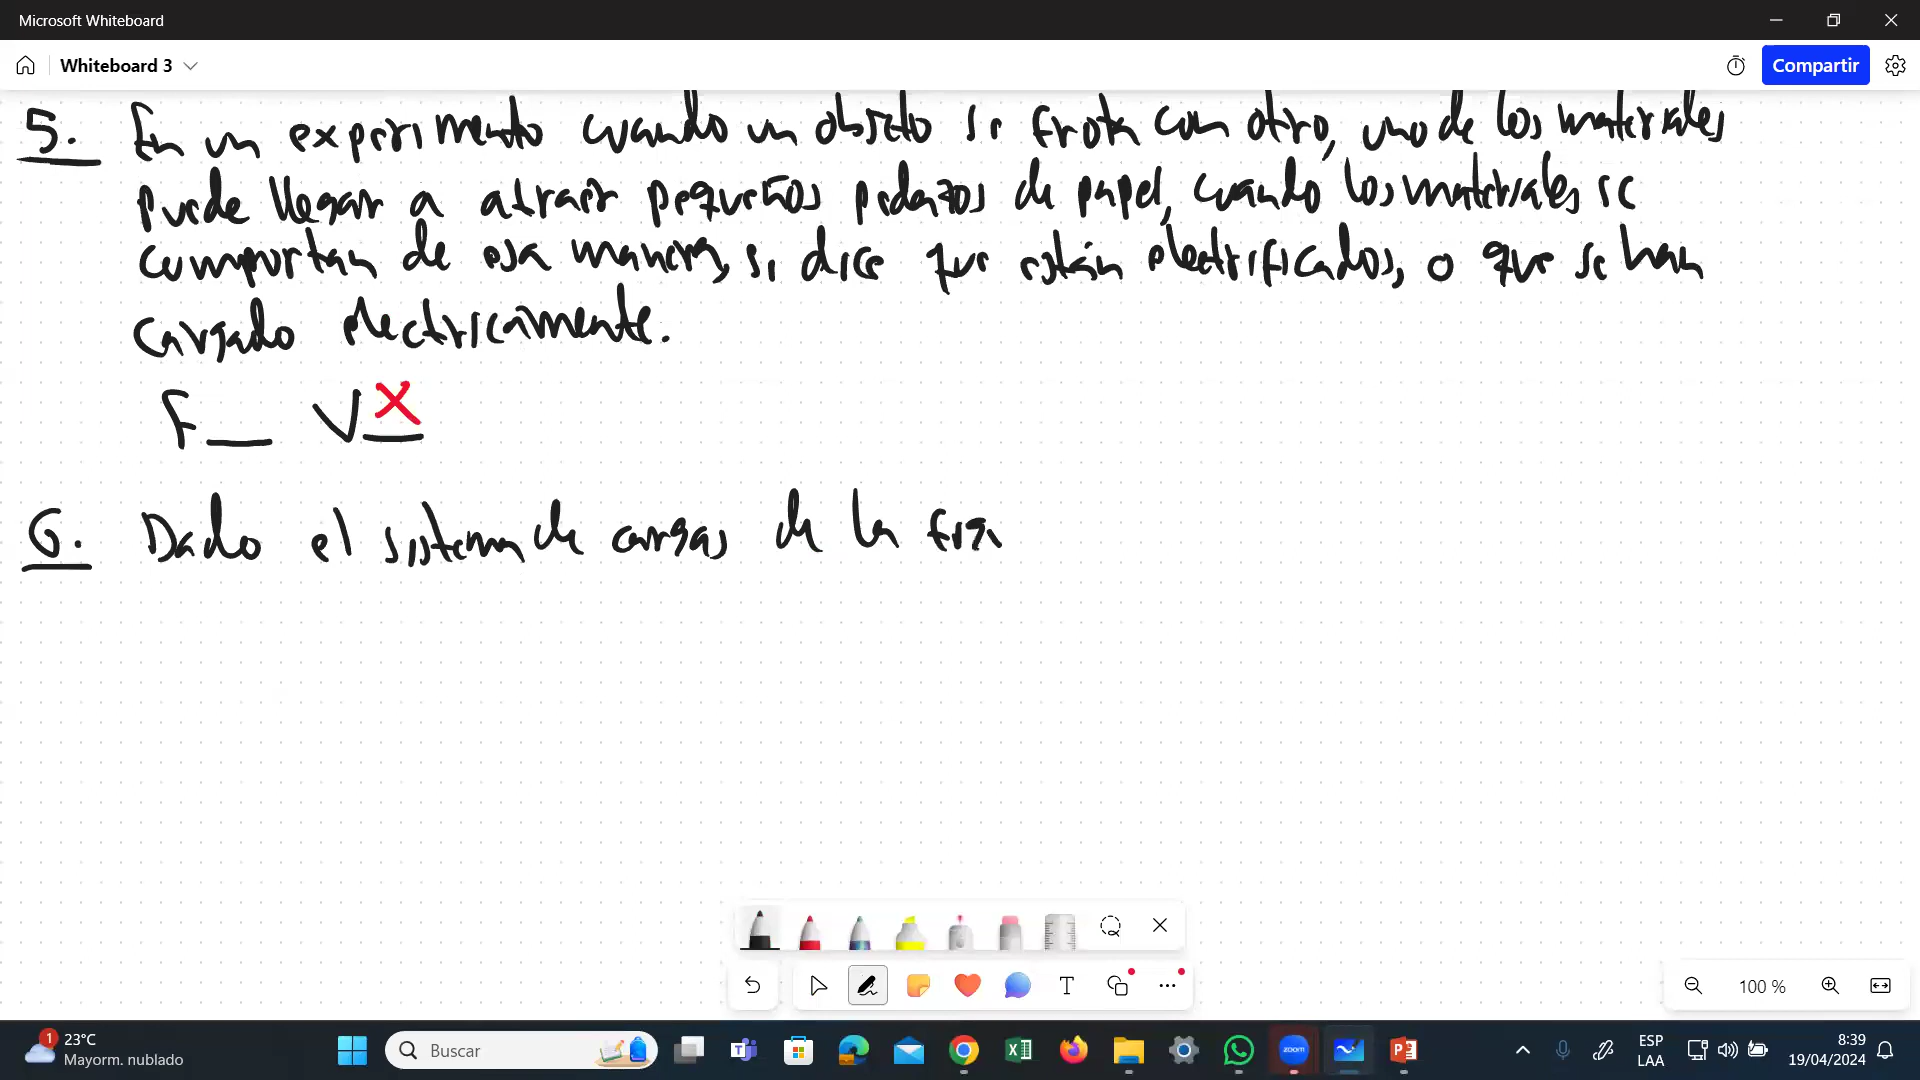 Microsoft Whiteboard
Whiteboard 3
Compartir
5. En un experimento cuando un objeto se frota con otro, uno de los materiales
puede llegar a atraer pequeños pedazos de papel, cuando los materiales se
comportan de esa manera, se dice que están electrificados, o que se han
cargado electricamente.
F__ V X
6. Dado el sistema de cargas de la figu
T
100 %
1
23°C
Mayorm. nublado
Buscar
zoom
ESP
LAA
8:39
19/04/2024